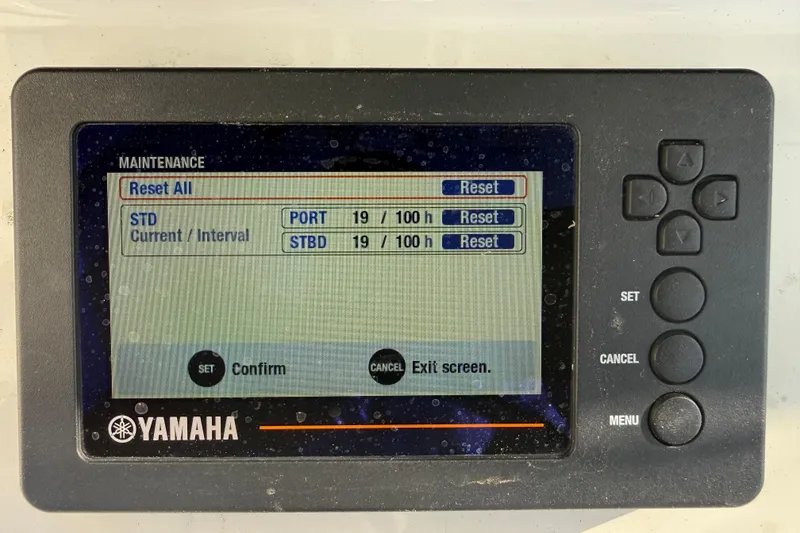 MAINTENANCE
Reset All Reset
STD PORT 19 / 100 h Reset
Current / Interval STBD 19 / 100 h Reset
SET Confirm CANCEL Exit screen.
YAMAHA
SET
CANCEL
MENU